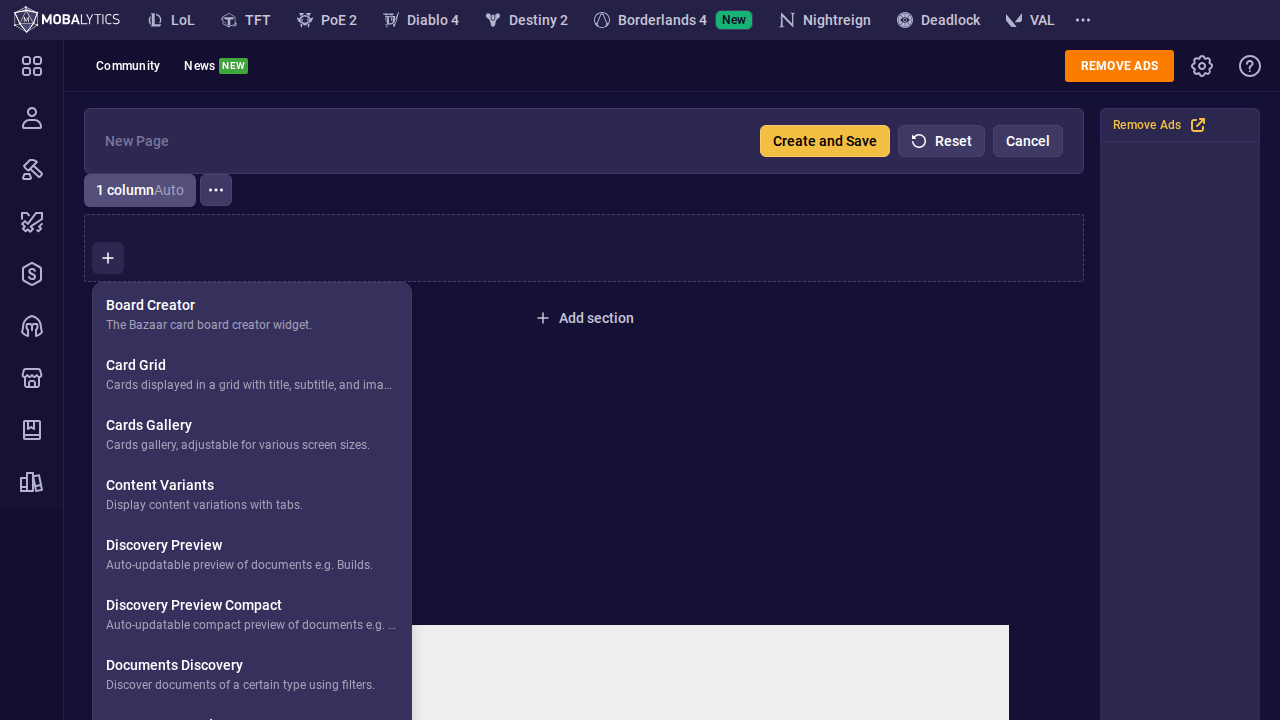 MOBALYTICS
LoL
TFT
PoE 2
Diablo 4
Destiny 2
Borderlands 4 New
Nightreign
Deadlock
VAL
Community
News NEW
REMOVE ADS
New Page
Create and Save
Reset
Cancel
Remove Ads
1 columnAuto
Board Creator
The Bazaar card board creator widget.
Add section
Card Grid
Cards displayed in a grid with title, subtitle, and ima...
Cards Gallery
Cards gallery, adjustable for various screen sizes.
Content Variants
Display content variations with tabs.
Discovery Preview
Auto-updatable preview of documents e.g. Builds.
Discovery Preview Compact
Auto-updatable compact preview of documents e.g. ...
Documents Discovery
Discover documents of a certain type using filters.